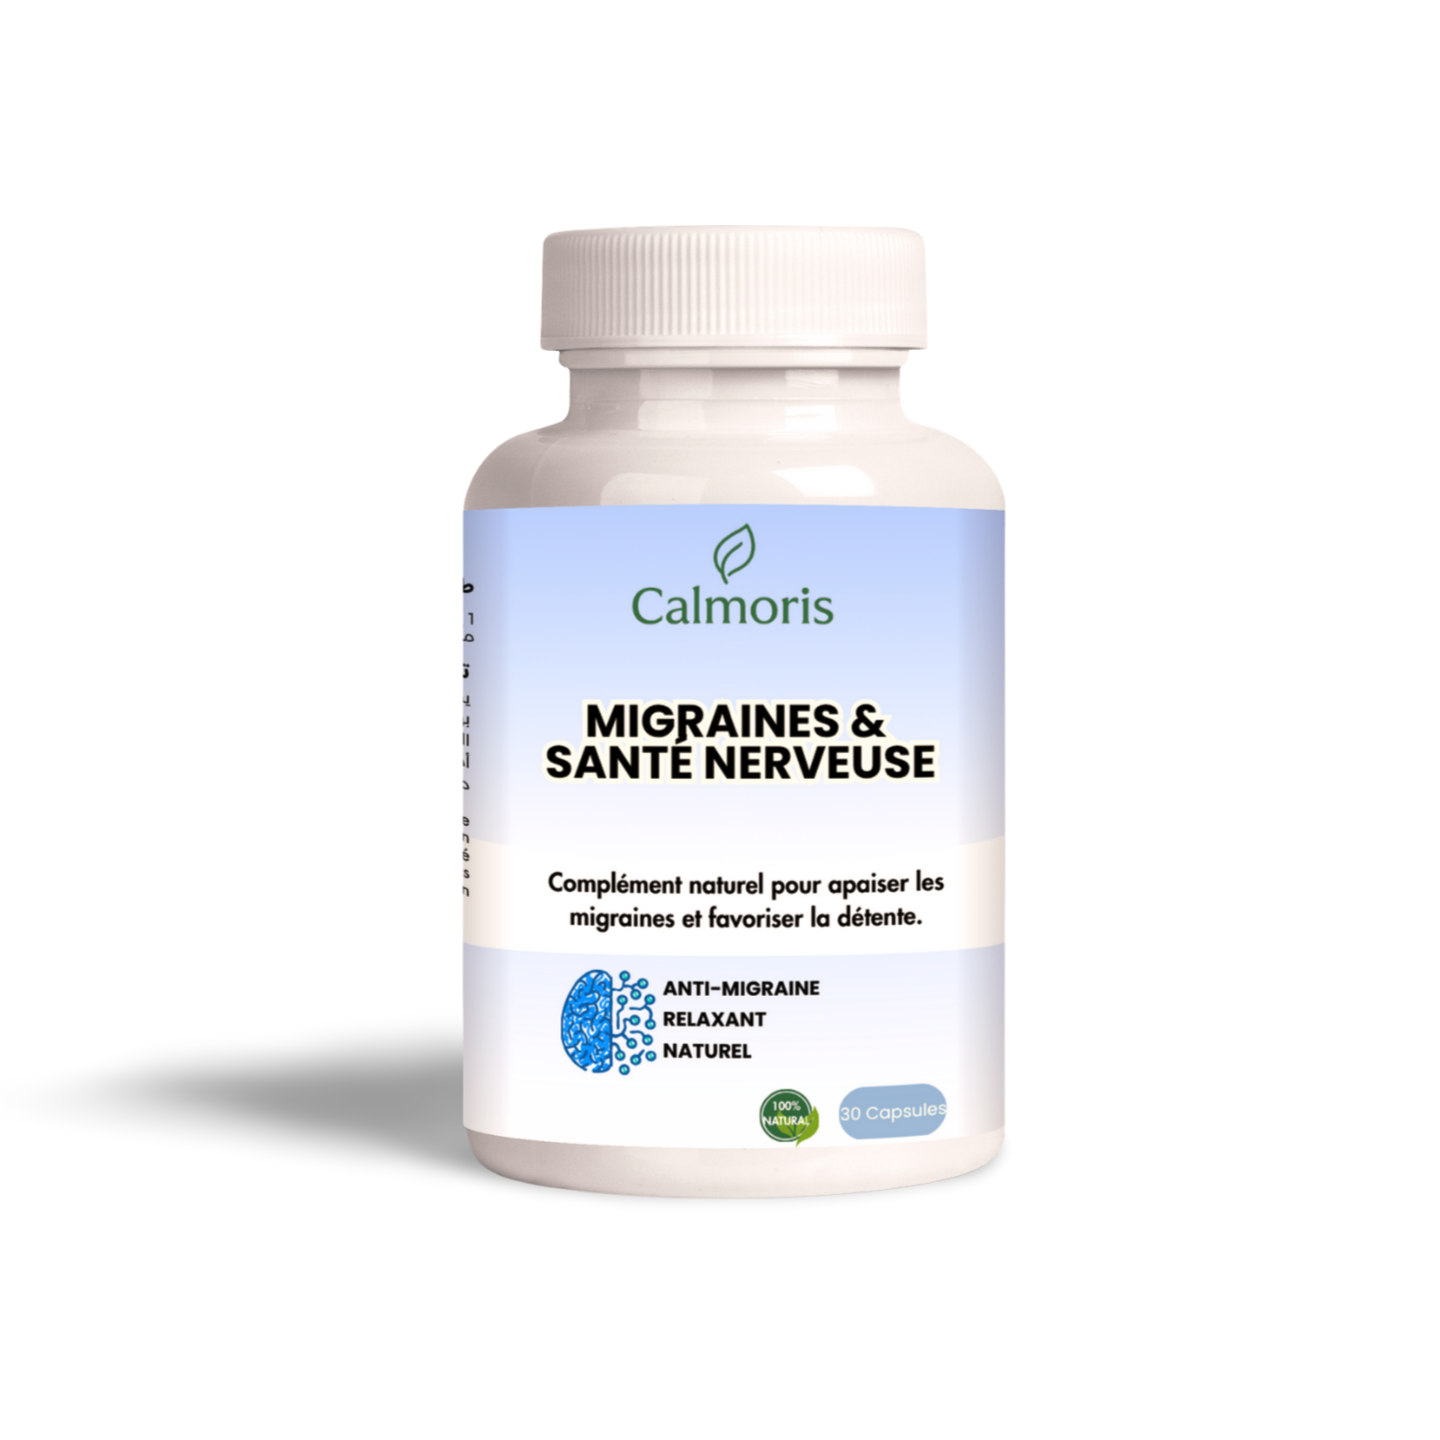 Calmoris
MIGRAINES &
SANTÉ NERVEUSE
Complément naturel pour apaiser les
migraines et favoriser la détente.
ANTI-MIGRAINE
RELAXANT
NATUREL
100%
NATURAL
30 Capsules